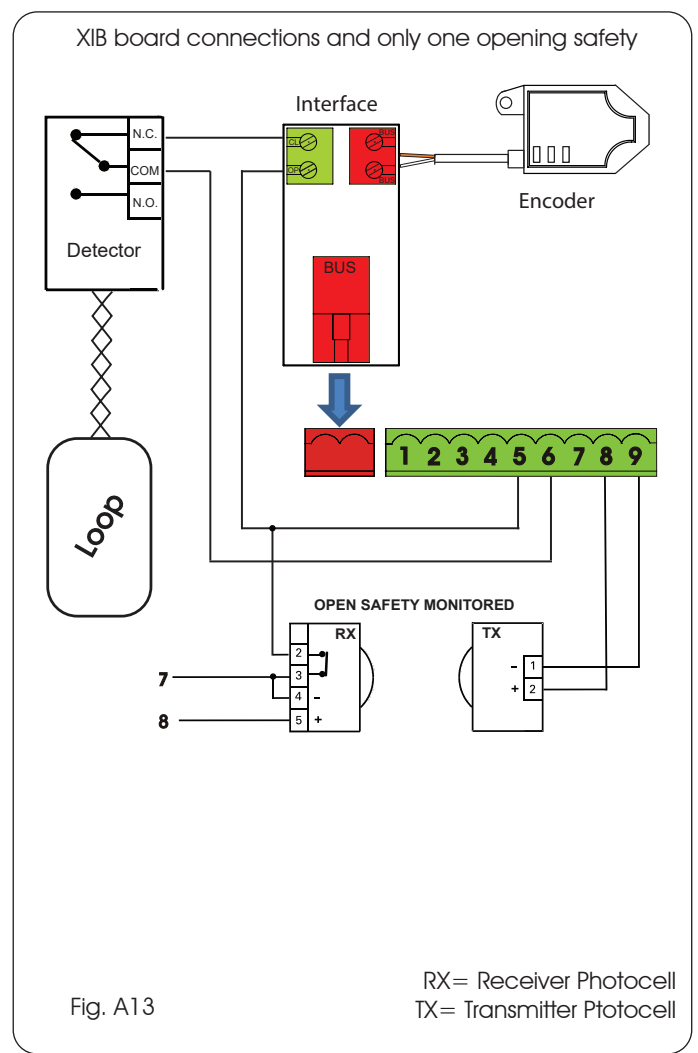 XIB board connections and only one opening safety
Interface
N.C.
COM
N.O.
Detector
CL
OP
BUS
BUS
Encoder
BUS
1 2 3 4 5 6 7 8 9
Loop
OPEN SAFETY MONITORED
RX
2
3
4 -
5 +
7
8
TX
- 1
+ 2
RX= Receiver Photocell
TX= Transmitter Ptotocell
Fig. A13